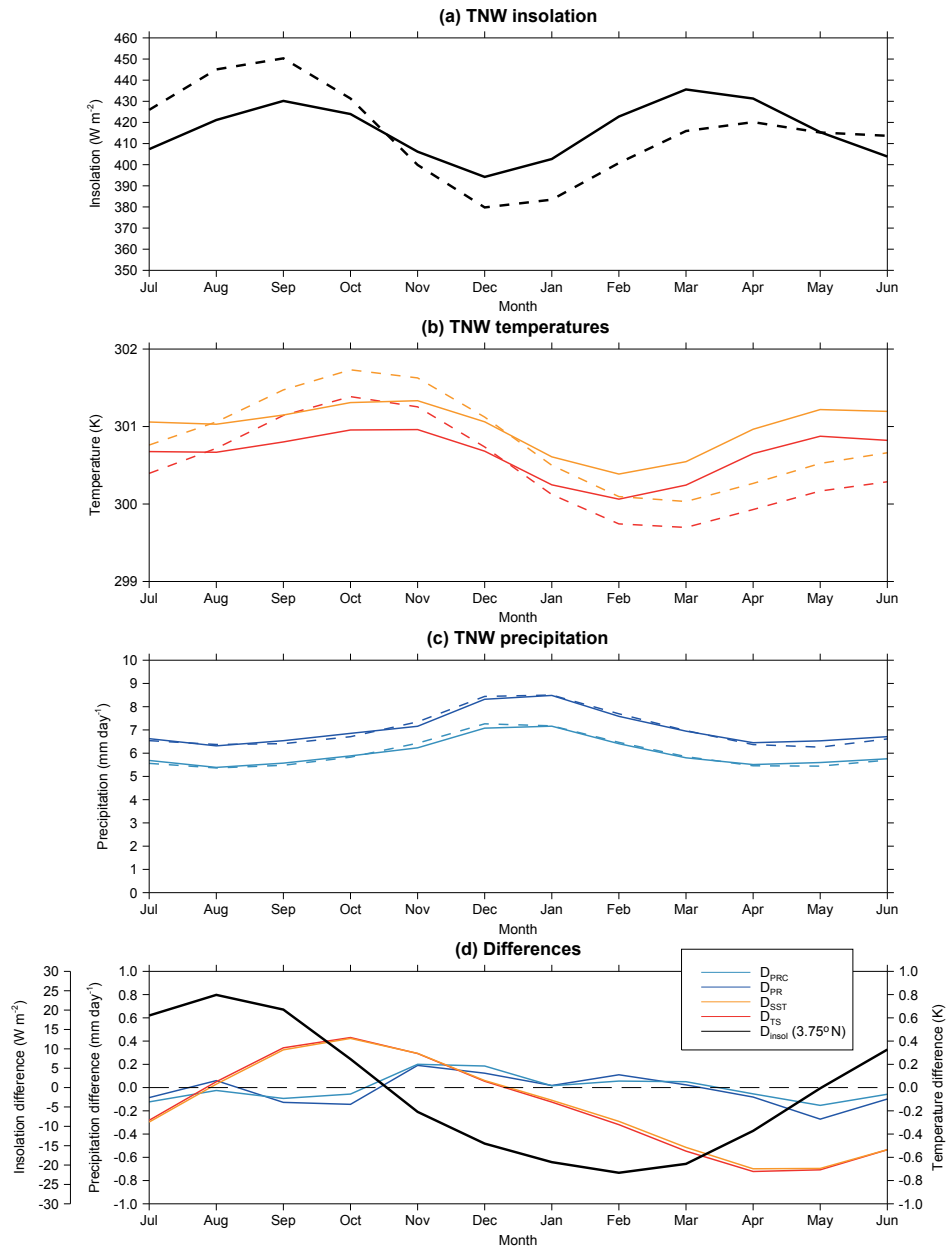 (a) TNW insolation
460
450
440
430
420
410
400
390
380
370
360
350
Insolation (W m⁻²)
Jul Aug Sep Oct Nov Dec Jan Feb Mar Apr May Jun
Month
(b) TNW temperatures
302
301
300
299
Temperature (K)
Jul Aug Sep Oct Nov Dec Jan Feb Mar Apr May Jun
Month
(c) TNW precipitation
10
9
8
7
6
5
4
3
2
1
0
Precipitation (mm day⁻¹)
Jul Aug Sep Oct Nov Dec Jan Feb Mar Apr May Jun
Month
(d) Differences
30 1.0 1.0
25 0.8 0.8
20 0.6 0.6
15
10 0.4 0.4
5 0.2 0.2
0 0.0 0.0
-5 -0.2 0.2
-10 -0.4 -0.4
-15
-20 -0.6 -0.6
-25 -0.8 -0.8
-30 -1.0 -1.0
Insolation difference (W m⁻²)
Precipitation difference (mm day⁻¹)
Temperature difference (K)
D_PRC
D_PR
D_SST
D_TS
D_insol (3.75° N)
Jul Aug Sep Oct Nov Dec Jan Feb Mar Apr May Jun
Month